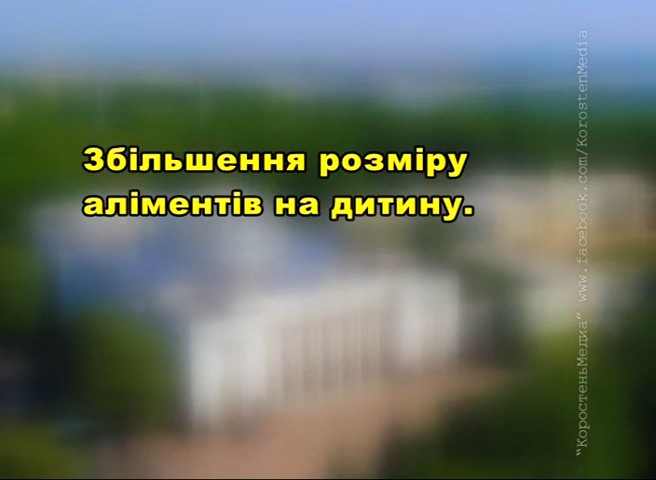 Збільшення розміру
аліментів на дитину.
"КоростеньМедиа" www.facebook.com/KorostenMedia